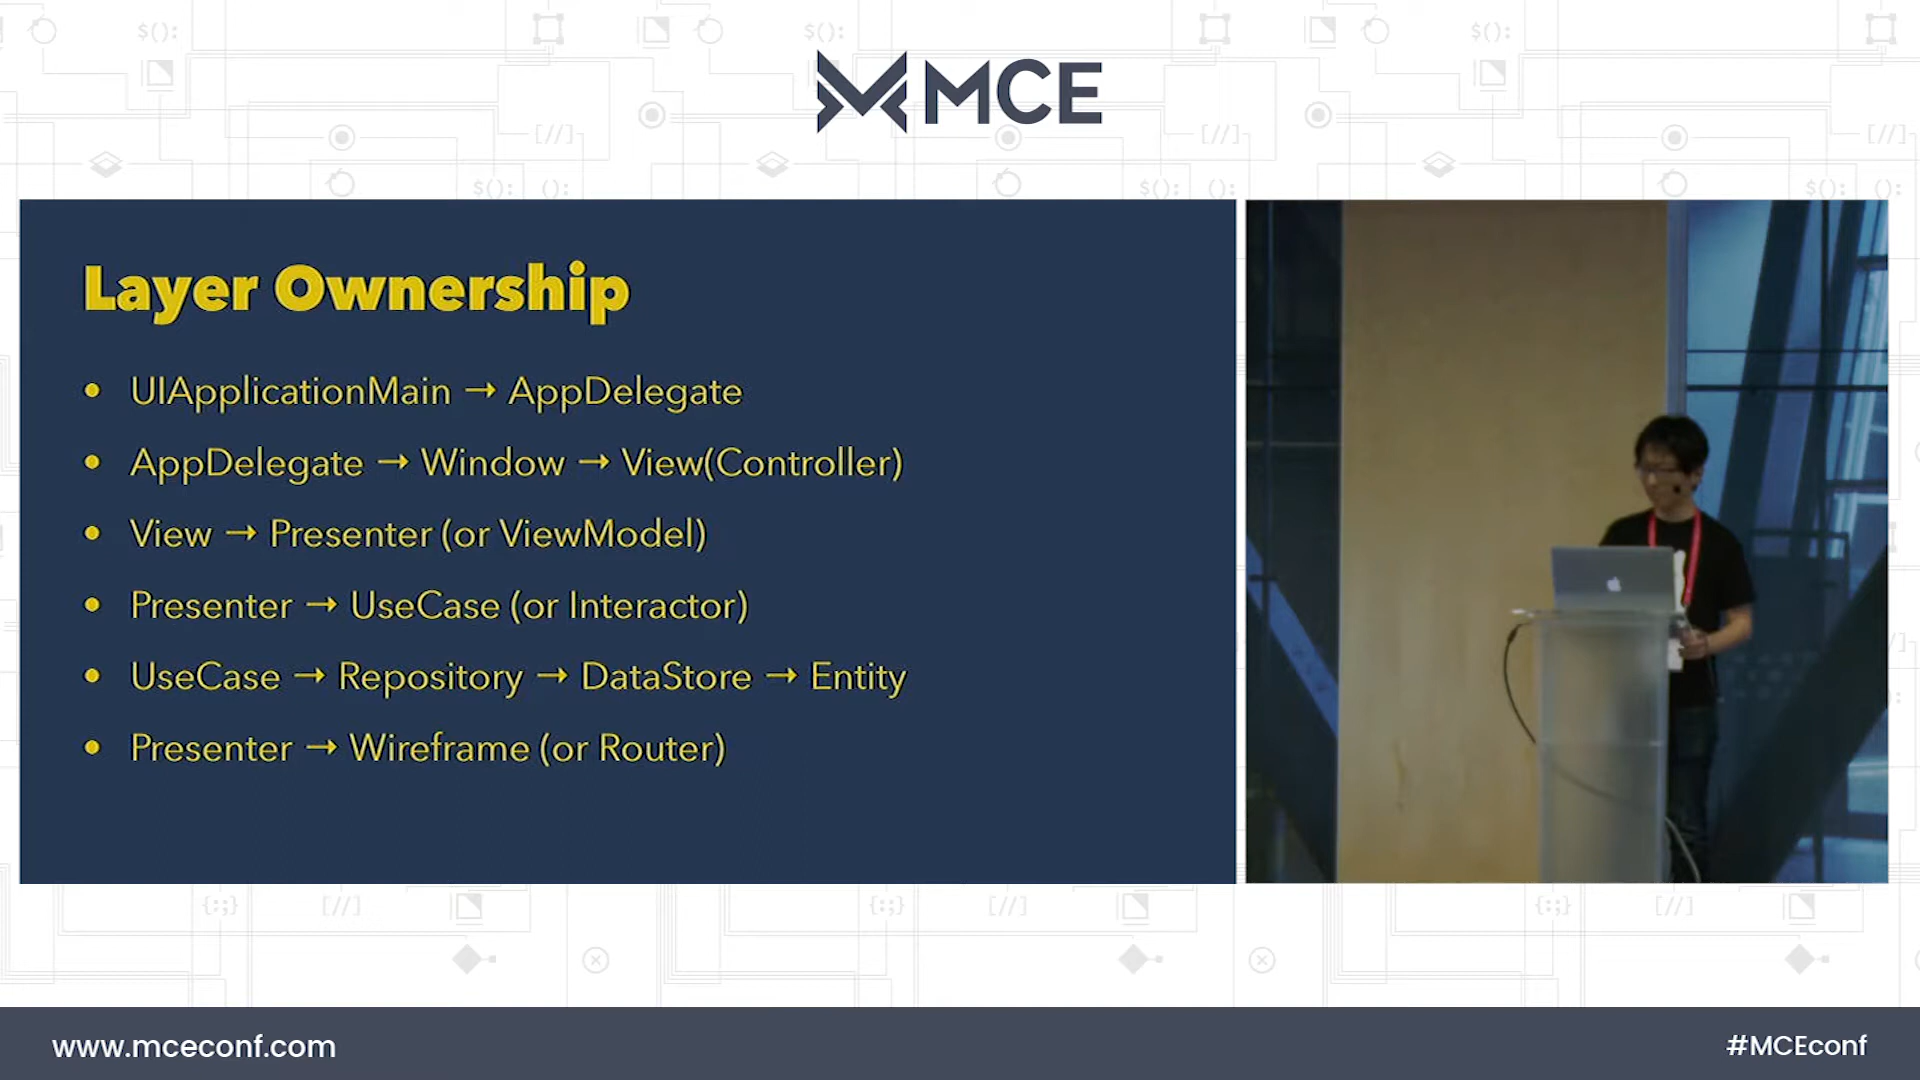 MCE
Layer Ownership
• UIApplicationMain → AppDelegate
• AppDelegate → Window → View(Controller)
• View → Presenter (or ViewModel)
• Presenter → UseCase (or Interactor)
• UseCase → Repository → DataStore → Entity
• Presenter → Wireframe (or Router)
www.mceconf.com
#MCEconf